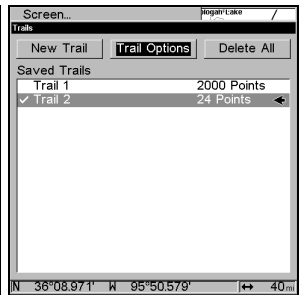 Screen...
Hogan Lake
Trails
New Trail Trail Options Delete All
Saved Trails
Trail 1 2000 Points
✓ Trail 2 24 Points
N 36°08.971' W 95°50.579' ↔ 40mi